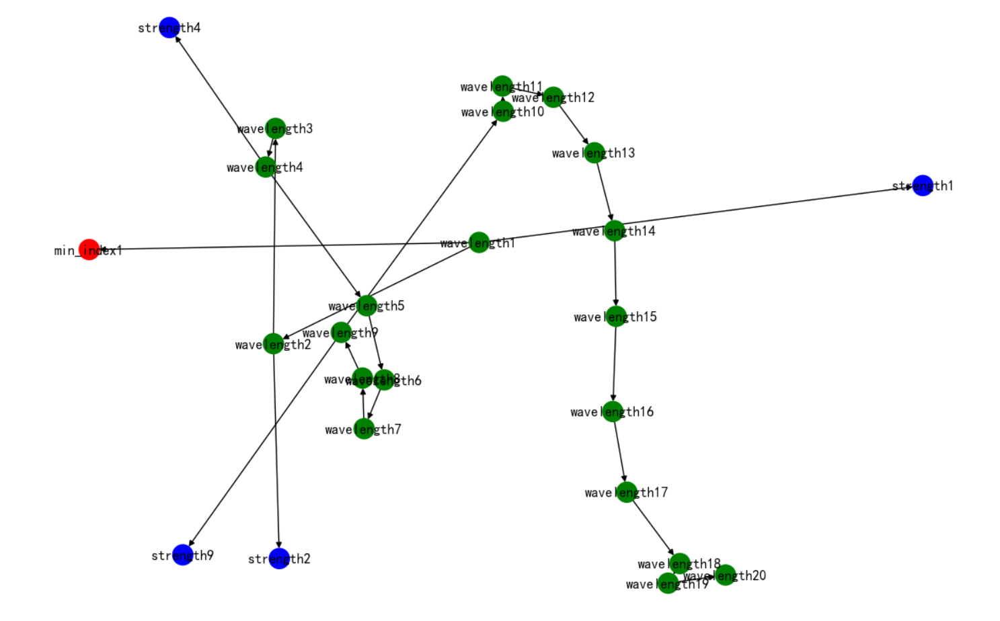 strength4
wavelength11
wavelength12
wavelength10
wavelength3
wavelength13
wavelength4
strength1
wavelength14
wavelength1
min_index1
wavelength5
wavelength15
wavelength9
wavelength2
wavelength8
wavelength6
wavelength16
wavelength7
wavelength17
strength9
strength2
wavelength18
wavelength20
wavelength19